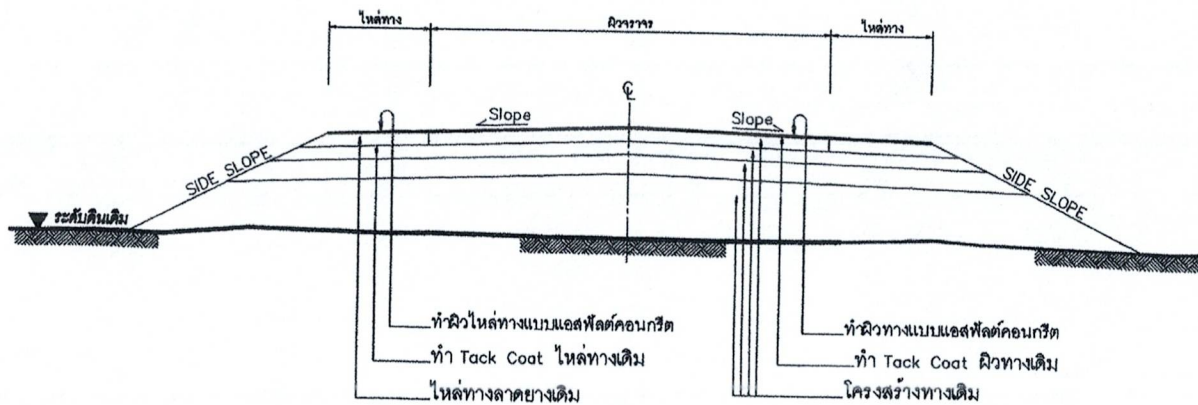 ไหล่ทาง
ผิวจราจร
ไหล่ทาง
℄
Slope
Slope
SIDE SLOPE
SIDE SLOPE
ระดับดินเดิม
ทำผิวไหล่ทางแบบแอสฟัลต์คอนกรีต
ทำผิวทางแบบแอสฟัลต์คอนกรีต
ทำ Tack Coat ไหล่ทางเดิม
ทำ Tack Coat ผิวทางเดิม
ไหล่ทางลาดยางเดิม
โครงสร้างทางเดิม